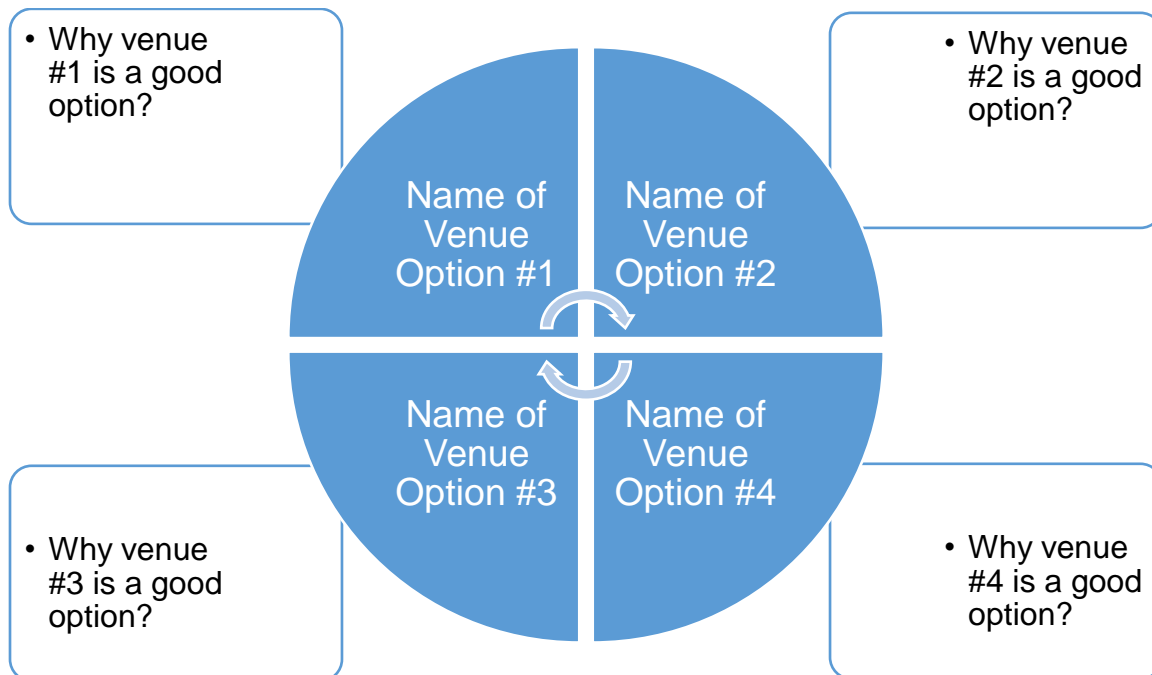 • Why venue
#1 is a good
option?
• Why venue
#2 is a good
option?
Name of
Venue
Option #1
Name of
Venue
Option #2
Name of
Venue
Option #3
Name of
Venue
Option #4
• Why venue
#3 is a good
option?
• Why venue
#4 is a good
option?